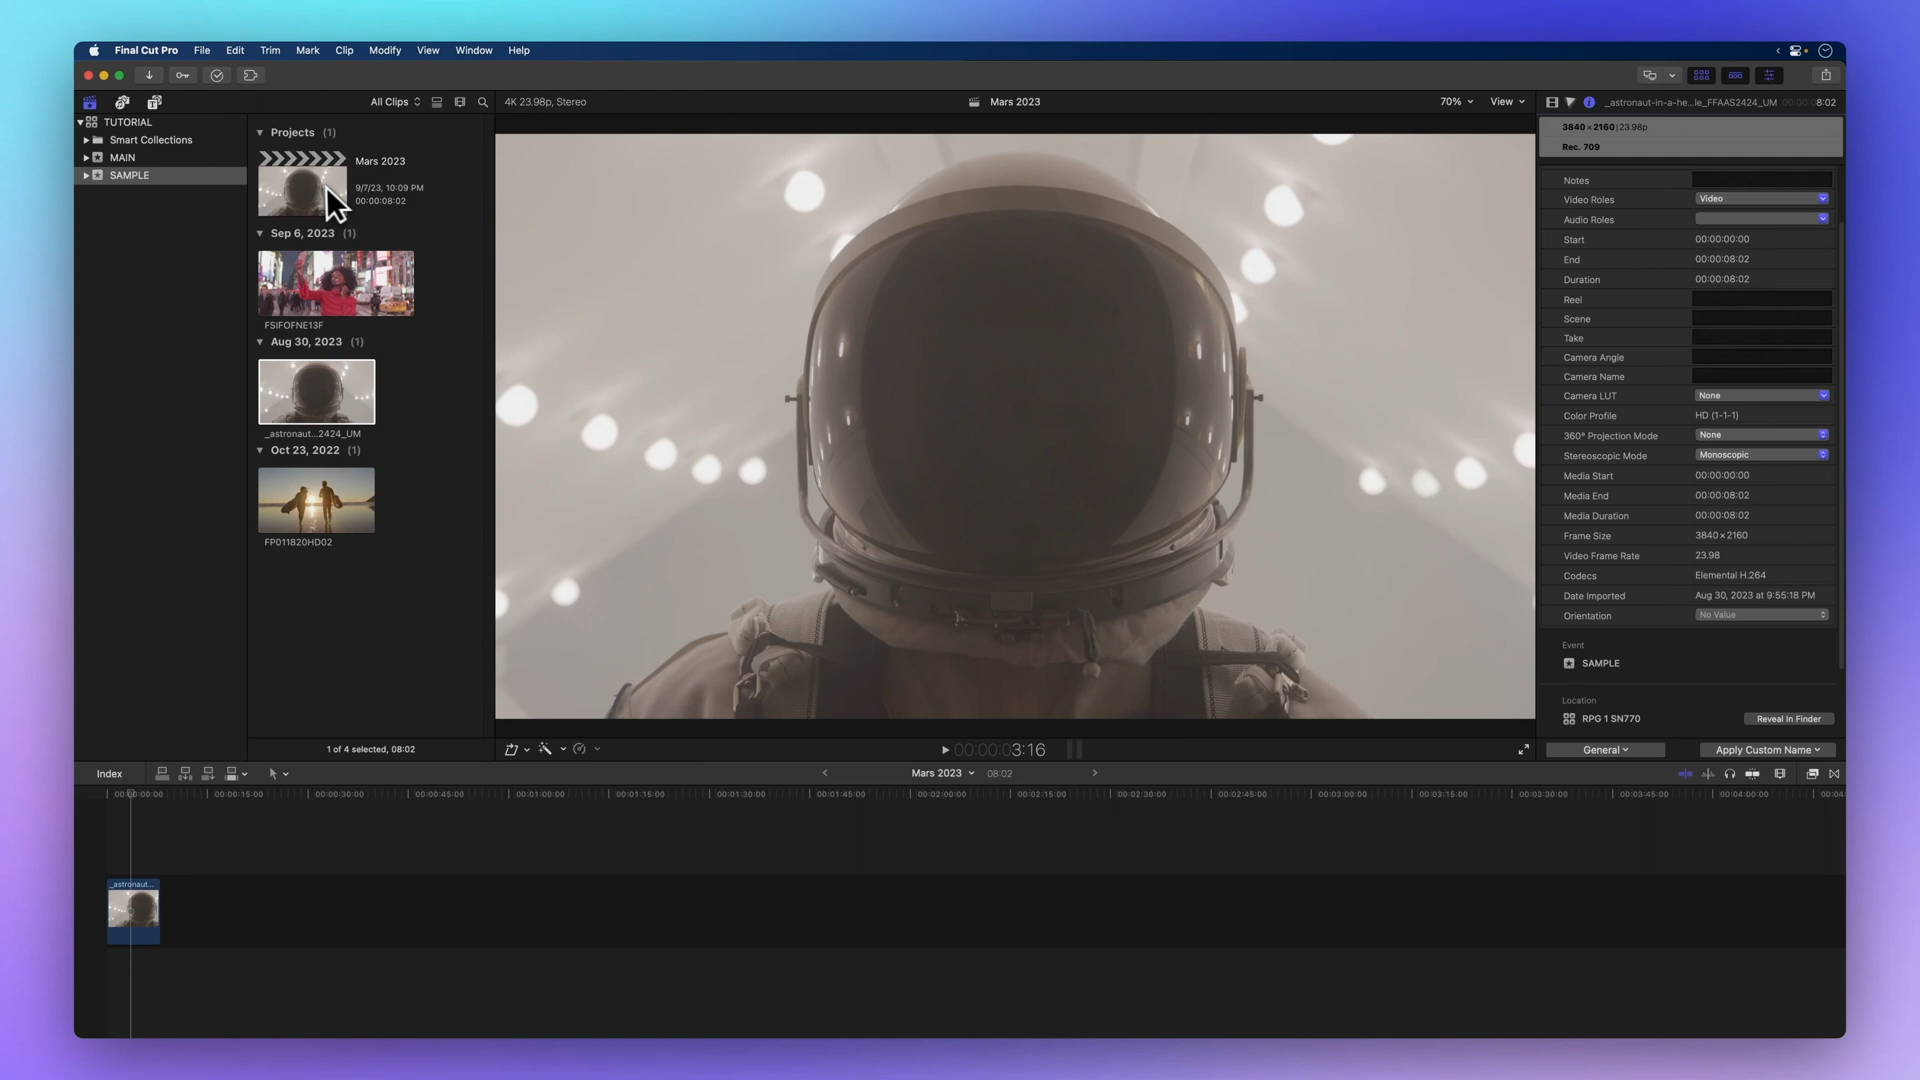 Final Cut Pro File Edit Trim Mark Clip Modify View Window Help
All Clips
4K 23.98p, Stereo
Mars 2023
70%
View
_astronaut-in-a-he...le_FFAAS2424_UM 00:00:08:02
TUTORIAL
Smart Collections
MAIN
SAMPLE
Projects (1)
Mars 2023
9/7/23, 10:09 PM
00:00:08:02
Sep 6, 2023 (1)
FSIFOFNE13F
Aug 30, 2023 (1)
_astronaut...2424_UM
Oct 23, 2022 (1)
FP011820HD02
1 of 4 selected, 08:02
3840 × 2160 | 23.98p
Rec. 709
Notes
Video Roles Video
Audio Roles
Start 00:00:00:00
End 00:00:08:02
Duration 00:00:08:02
Reel
Scene
Take
Camera Angle
Camera Name
Camera LUT None
Color Profile HD (1-1-1)
360° Projection Mode None
Stereoscopic Mode Monoscopic
Media Start 00:00:00:00
Media End 00:00:08:02
Media Duration 00:00:08:02
Frame Size 3840×2160
Video Frame Rate 23.98
Codecs Elemental H.264
Date Imported Aug 30, 2023 at 9:55:18 PM
Orientation No Value
Event
SAMPLE
Location
RPG 1 SN770 Reveal In Finder
General Apply Custom Name
00:00:03:16
Index
Mars 2023 08:02
00:00:00:00 00:00:15:00 00:00:30:00 00:00:45:00 00:01:00:00 00:01:15:00 00:01:30:00 00:01:45:00 00:02:00:00 00:02:15:00 00:02:30:00 00:02:45:00 00:03:00:00 00:03:15:00 00:03:30:00 00:03:45:00 00:04:00:00 00:04:
_astronaut...